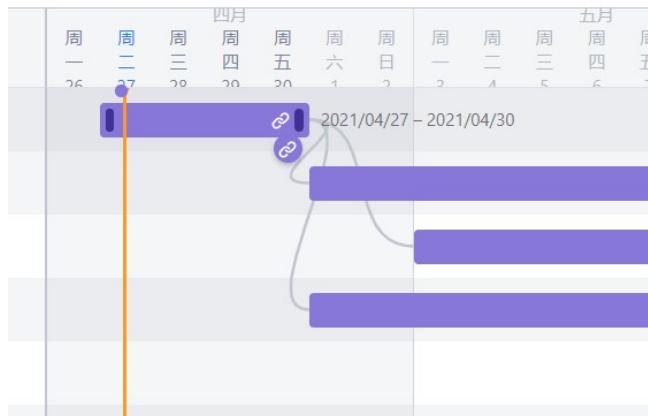 四月 五月
周 周 周 周 周 周 周 周 周 周 周
一 二 三 四 五 六 日 一 二 三 四 五
26 27 28 29 30 1 2 3 4 5 6
2021/04/27 – 2021/04/30